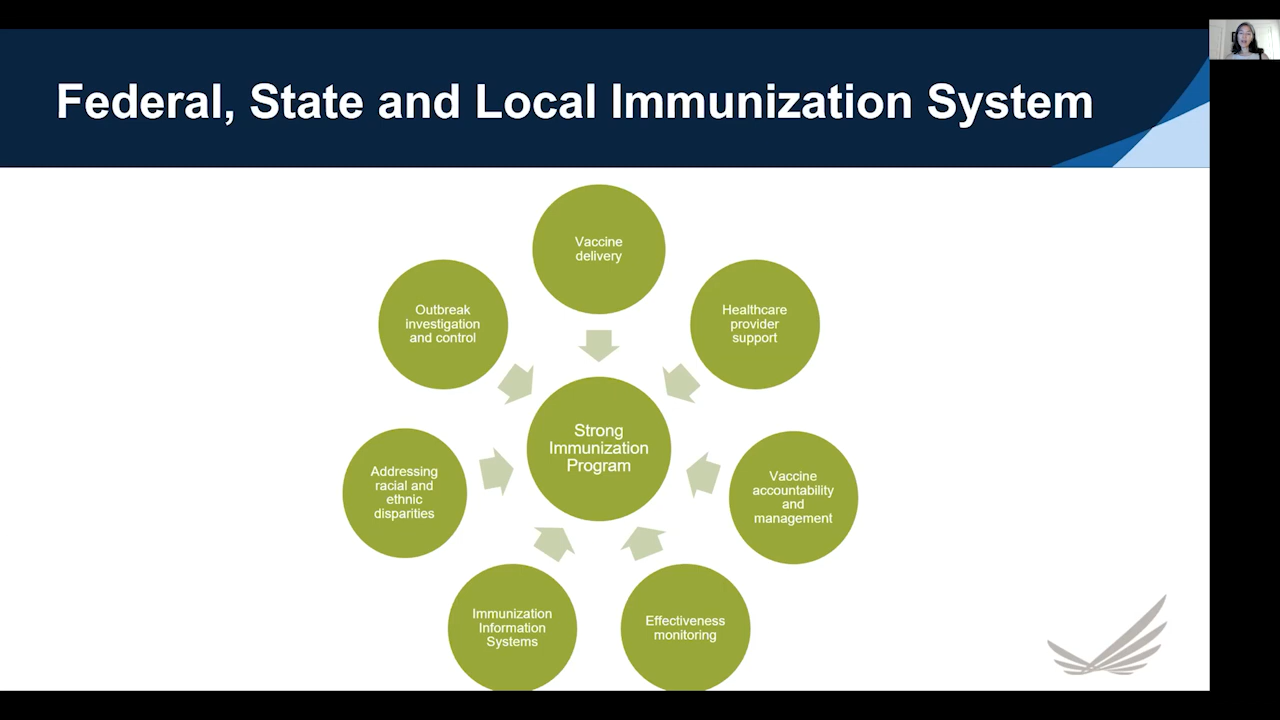 Federal, State and Local Immunization System
Vaccine
delivery
Healthcare
provider
support
Vaccine
accountability
and
management
Effectiveness
monitoring
Immunization
Information
Systems
Addressing
racial and
ethnic
disparities
Outbreak
investigation
and control
Strong
Immunization
Program